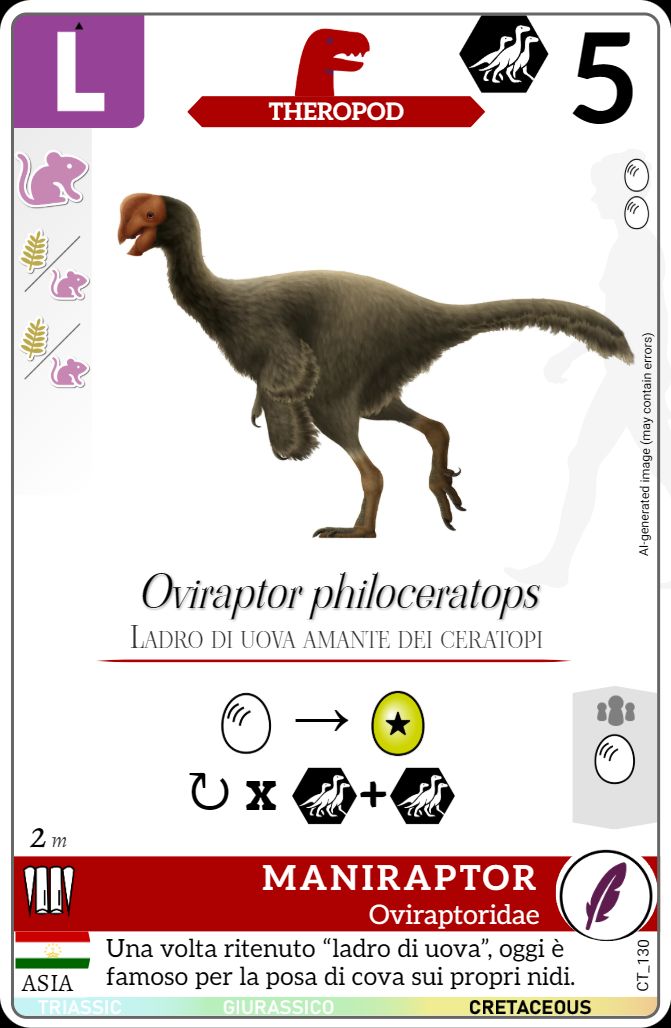 L
THEROPOD
5
AI-generated image (may contain errors)
Oviraptor philoceratops
LADRO DI UOVA AMANTE DEI CERATOPI
x
+
2 m
MANIRAPTOR
Oviraptoridae
Una volta ritenuto “ladro di uova”, oggi è
famoso per la posa di cova sui propri nidi.
ASIA
CT_130
TRIASSIC GIURASSICO CRETACEOUS